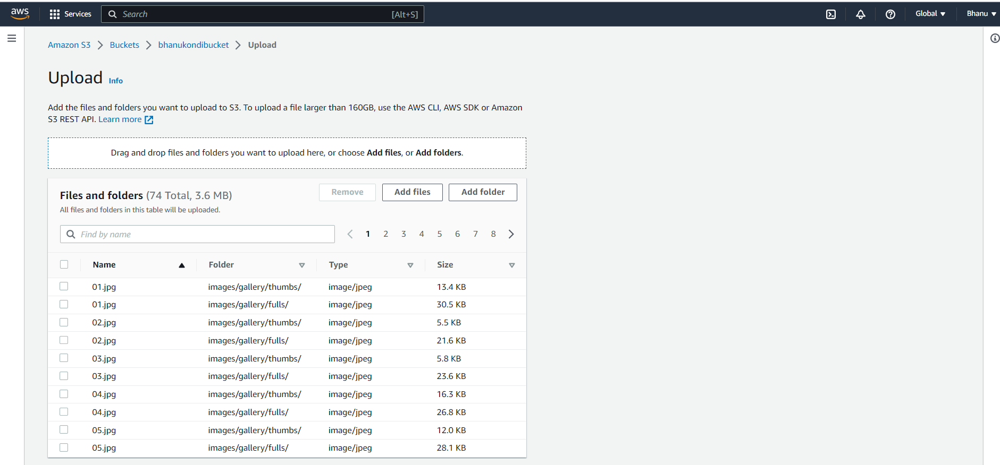 aws Services Search [Alt+S] Global Bhanu
Amazon S3 Buckets bhanukondibucket Upload
Upload Info
Add the files and folders you want to upload to S3. To upload a file larger than 160GB, use the AWS CLI, AWS SDK or Amazon
S3 REST API. Learn more
Drag and drop files and folders you want to upload here, or choose Add files, or Add folders.
Files and folders (74 Total, 3.6 MB) Remove Add files Add folder
All files and folders in this table will be uploaded.
Find by name 1 2 3 4 5 6 7 8
Name Folder Type Size
01.jpg images/gallery/thumbs/ image/jpeg 13.4 KB
01.jpg images/gallery/fulls/ image/jpeg 30.5 KB
02.jpg images/gallery/thumbs/ image/jpeg 5.5 KB
02.jpg images/gallery/fulls/ image/jpeg 21.6 KB
03.jpg images/gallery/thumbs/ image/jpeg 5.8 KB
03.jpg images/gallery/fulls/ image/jpeg 23.6 KB
04.jpg images/gallery/thumbs/ image/jpeg 16.3 KB
04.jpg images/gallery/fulls/ image/jpeg 26.8 KB
05.jpg images/gallery/thumbs/ image/jpeg 12.0 KB
05.jpg images/gallery/fulls/ image/jpeg 28.1 KB